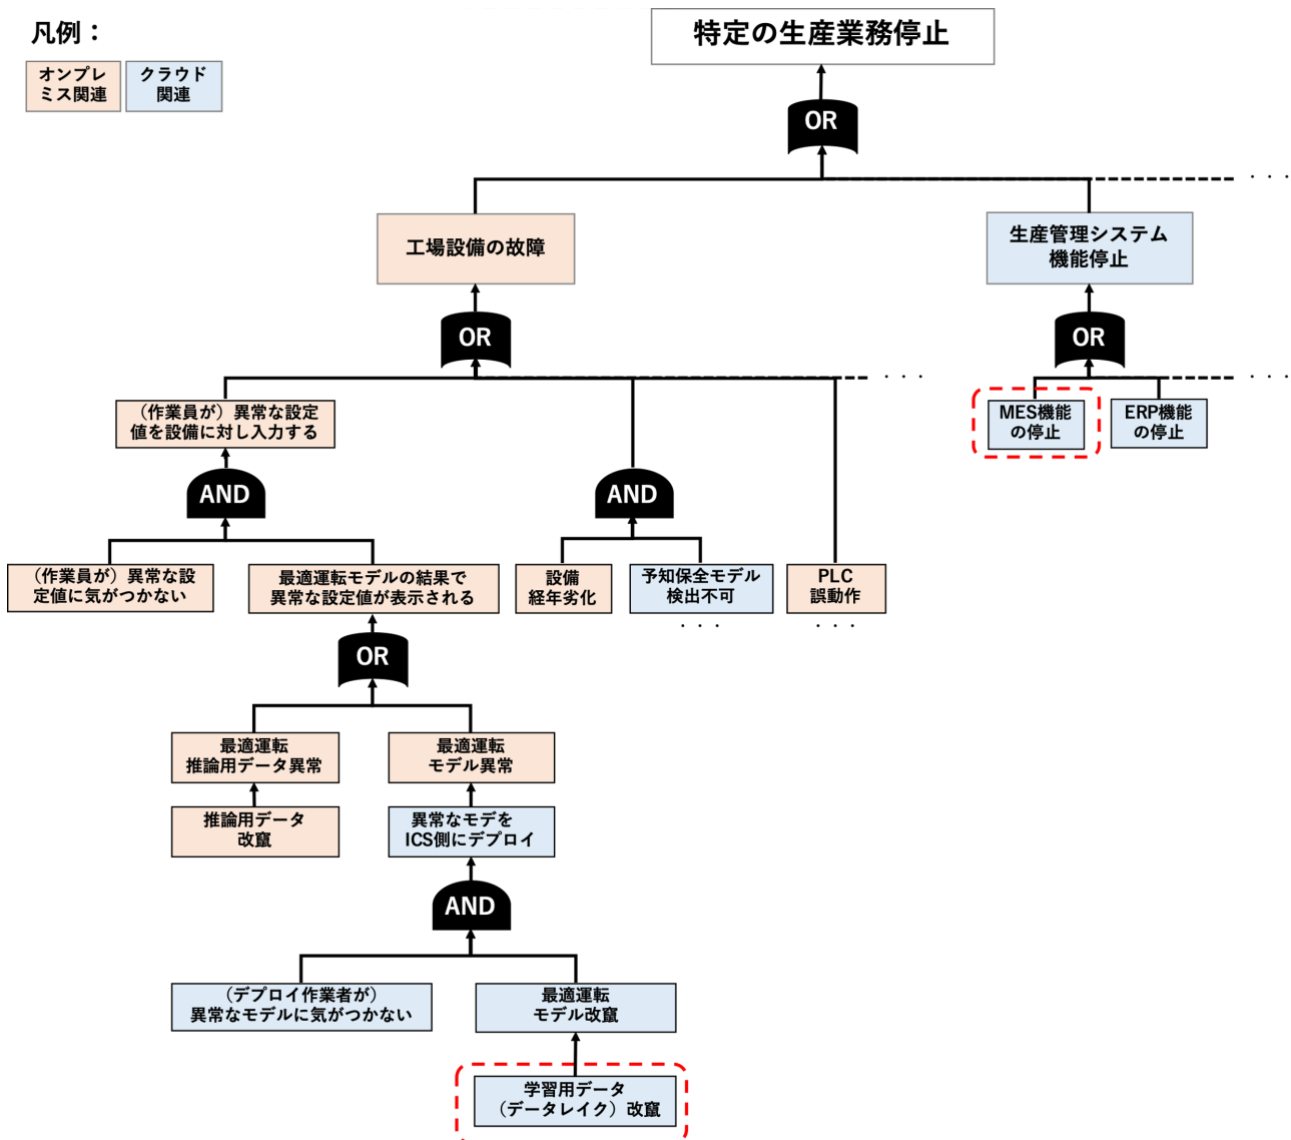 凡例：
オンプレ
ミス関連
クラウド
関連
特定の生産業務停止
OR
・・・
工場設備の故障
生産管理システム
機能停止
OR
OR
・・・
・・・
（作業員が）異常な設定
値を設備に対し入力する
MES機能
の停止
ERP機能
の停止
AND
AND
（作業員が）異常な設
定値に気がつかない
最適運転モデルの結果で
異常な設定値が表示される
設備
経年劣化
予知保全モデル
検出不可
PLC
誤動作
・・・
・・・
OR
最適運転
推論用データ異常
最適運転
モデル異常
推論用データ
改竄
異常なモデを
ICS側にデプロイ
AND
（デプロイ作業者が）
異常なモデルに気がつかない
最適運転
モデル改竄
学習用データ
（データレイク）改竄